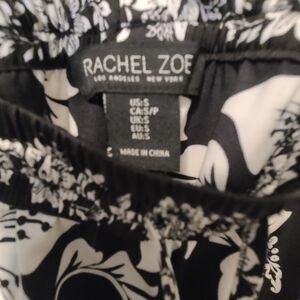 RACHEL ZOE
LOS ANGELES NEW YORK
US:S
CA:S/P
UK:S
EU:S
AU:S
MADE IN CHINA